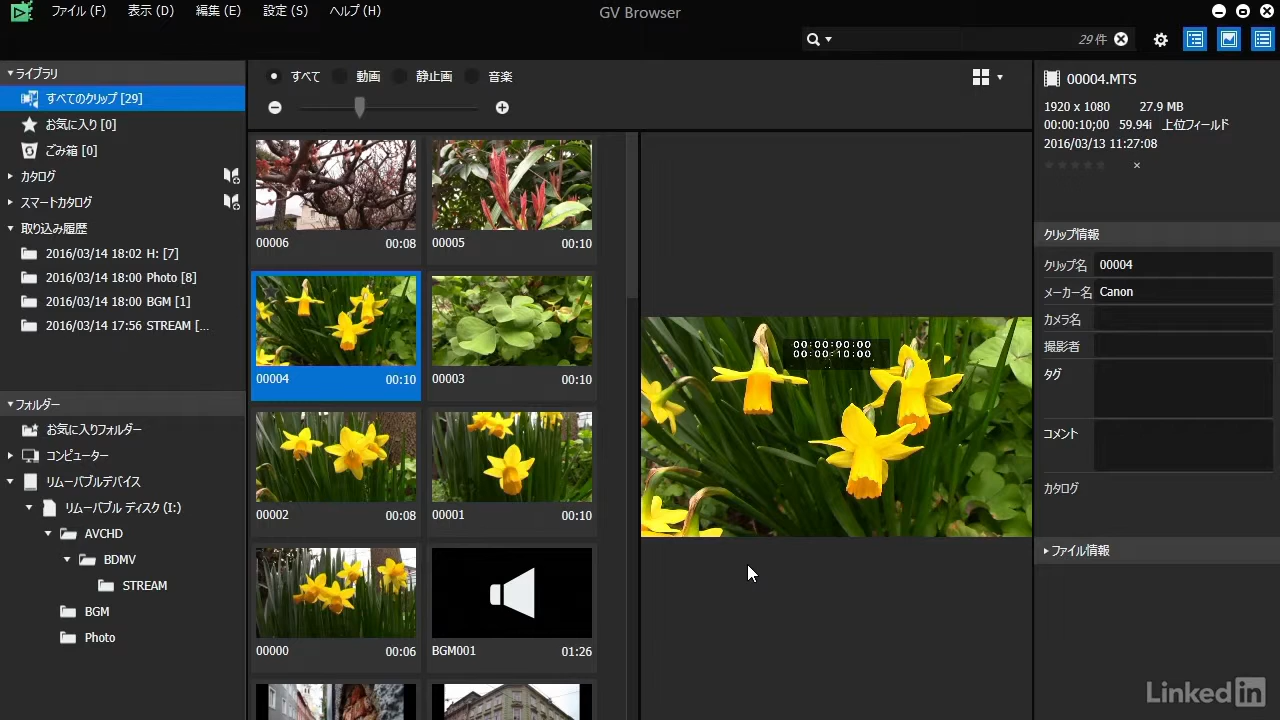 ファイル (F) 表示 (D) 編集 (E) 設定 (S) ヘルプ (H)
GV Browser
29 件
ライブラリ
すべてのクリップ [29]
お気に入り [0]
ごみ箱 [0]
カタログ
スマートカタログ
取り込み履歴
2016/03/14 18:02 H: [7]
2016/03/14 18:00 Photo [8]
2016/03/14 18:00 BGM [1]
2016/03/14 17:56 STREAM [...
フォルダー
お気に入りフォルダー
コンピューター
リムーバブルデバイス
リムーバブル ディスク (I:)
AVCHD
BDMV
STREAM
BGM
Photo
すべて 動画 静止画 音楽
00006 00:08
00005 00:10
00004 00:10
00003 00:10
00002 00:08
00001 00:10
00000 00:06
BGM001 01:26
00:00:00:00
00:00:10:00
00004.MTS
1920 x 1080 27.9 MB
00:00:10;00 59.94i 上位フィールド
2016/03/13 11:27:08
クリップ情報
クリップ名 00004
メーカー名 Canon
カメラ名
撮影者
タグ
コメント
カタログ
ファイル情報
Linked in